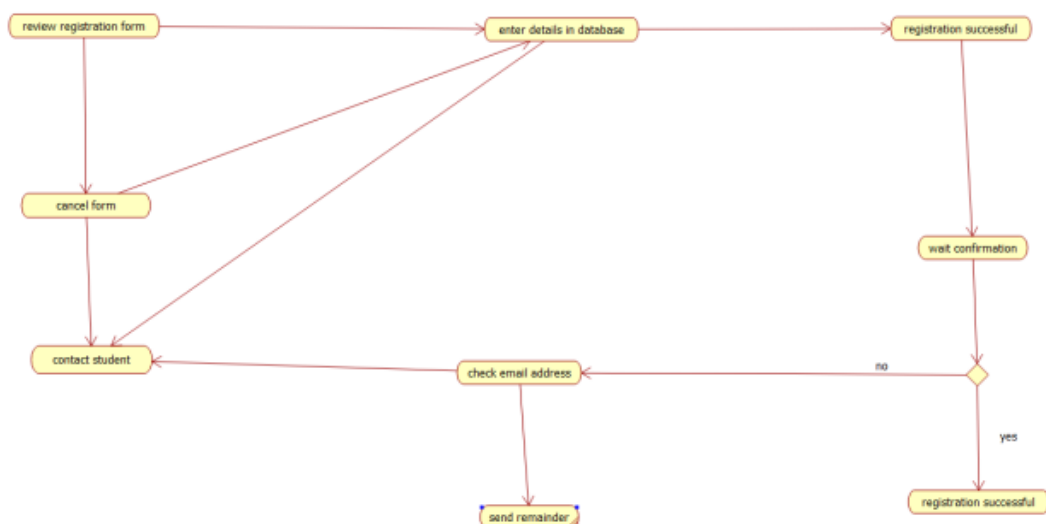 review registration form
enter details in database
registration successful
cancel form
wait confirmation
contact student
check email address
no
yes
registration successful
send remainder